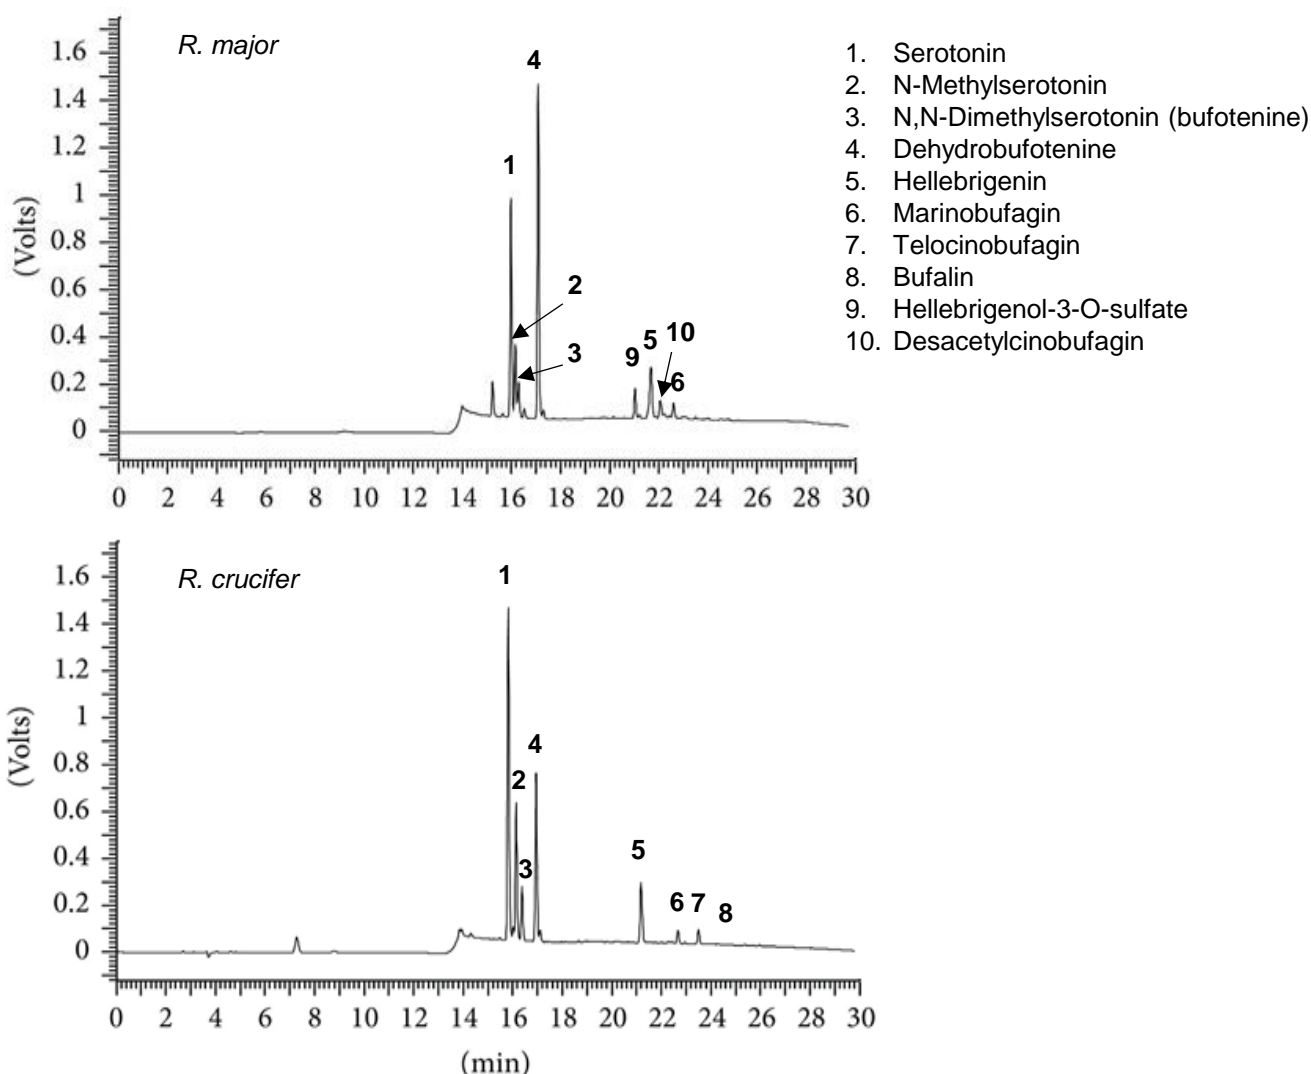 R. major
1.6
1.4
1.2
1
0.8
0.6
0.4
0.2
0
(Volts)
4
1
2
3
9
5
10
6
0 2 4 6 8 10 12 14 16 18 20 22 24 26 28 30
1. Serotonin
2. N-Methylserotonin
3. N,N-Dimethylserotonin (bufotenine)
4. Dehydrobufotenine
5. Hellebrigenin
6. Marinobufagin
7. Telocinobufagin
8. Bufalin
9. Hellebrigenol-3-O-sulfate
10. Desacetylcinobufagin
R. crucifer
1.6
1.4
1.2
1
0.8
0.6
0.4
0.2
0
(Volts)
1
2
3
4
5
6
7
8
0 2 4 6 8 10 12 14 16 18 20 22 24 26 28 30
(min)